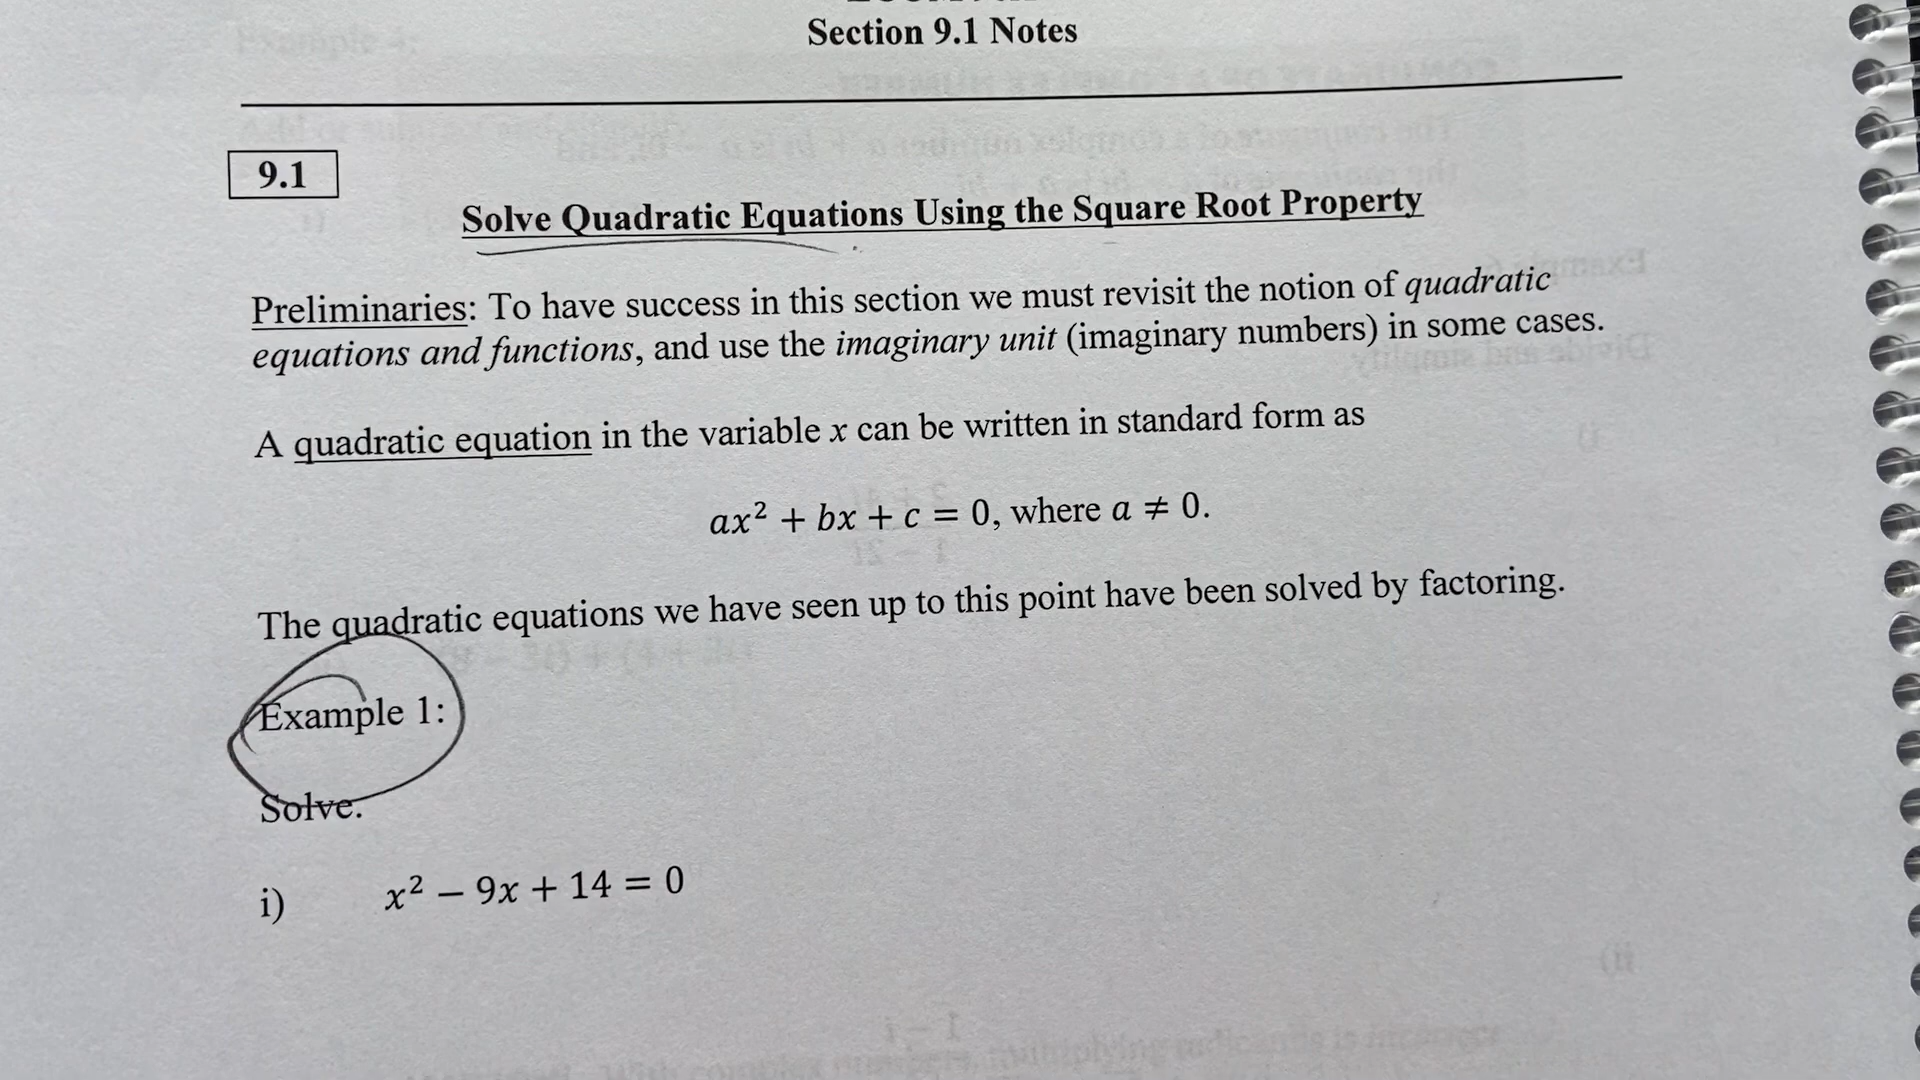 Section 9.1 Notes
9.1
Solve Quadratic Equations Using the Square Root Property
Preliminaries: To have success in this section we must revisit the notion of quadratic
equations and functions, and use the imaginary unit (imaginary numbers) in some cases.
A quadratic equation in the variable x can be written in standard form as
ax² + bx + c = 0, where a ≠ 0.
The quadratic equations we have seen up to this point have been solved by factoring.
Example 1:
Solve.
i) x² – 9x + 14 = 0